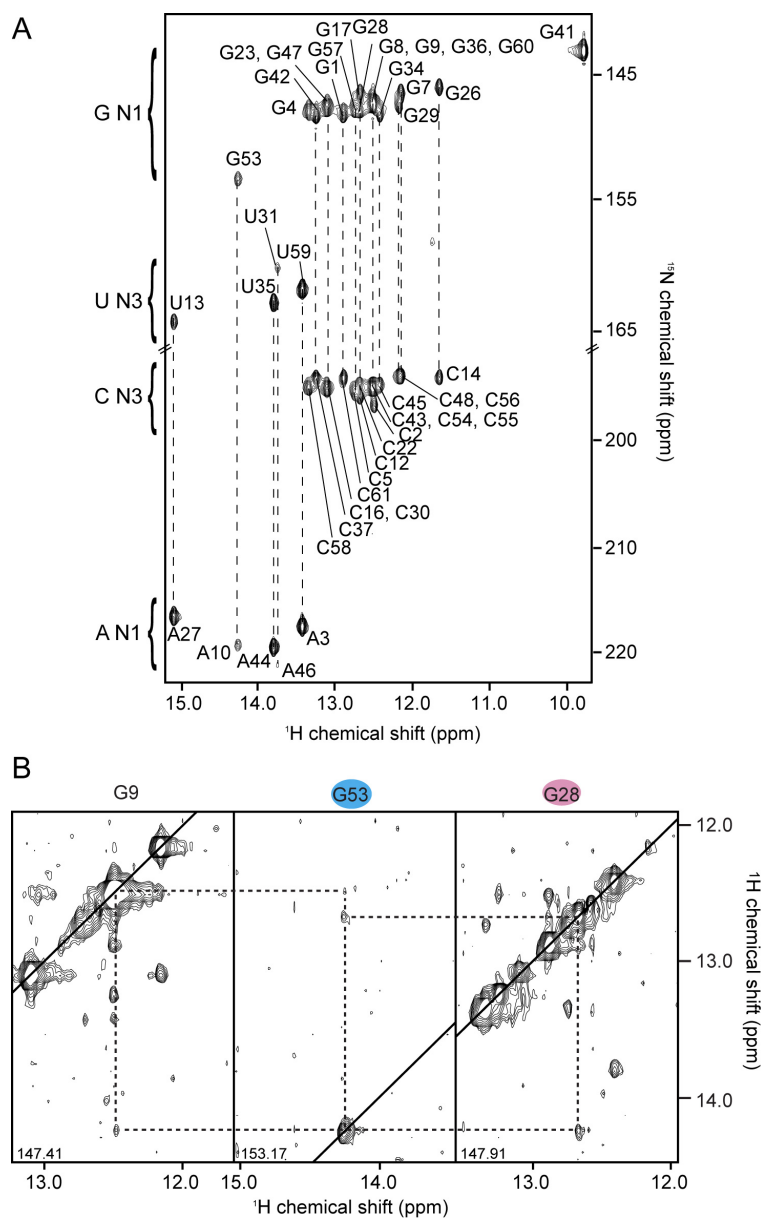 A
G17 G28
G41
G57
G8, G9, G36, G60
G23, G47
G1
G34
145
G42
G7
G26
G4
G29
G N1
G53
155
U31
U59
U35
U N3
U13
165
15N chemical shift (ppm)
C14
C N3
C45
C48, C56
C43, C54, C55
C2
200
C22
C12
C5
C61
C16, C30
C37
C58
210
A N1
A27
A3
A10
A44
A46
220
15.0 14.0 13.0 12.0 11.0 10.0
1H chemical shift (ppm)
B
G9 G53 G28
12.0
13.0
14.0
1H chemical shift (ppm)
147.41 153.17 147.91
13.0 12.0 15.0 14.0 13.0 12.0
1H chemical shift (ppm)